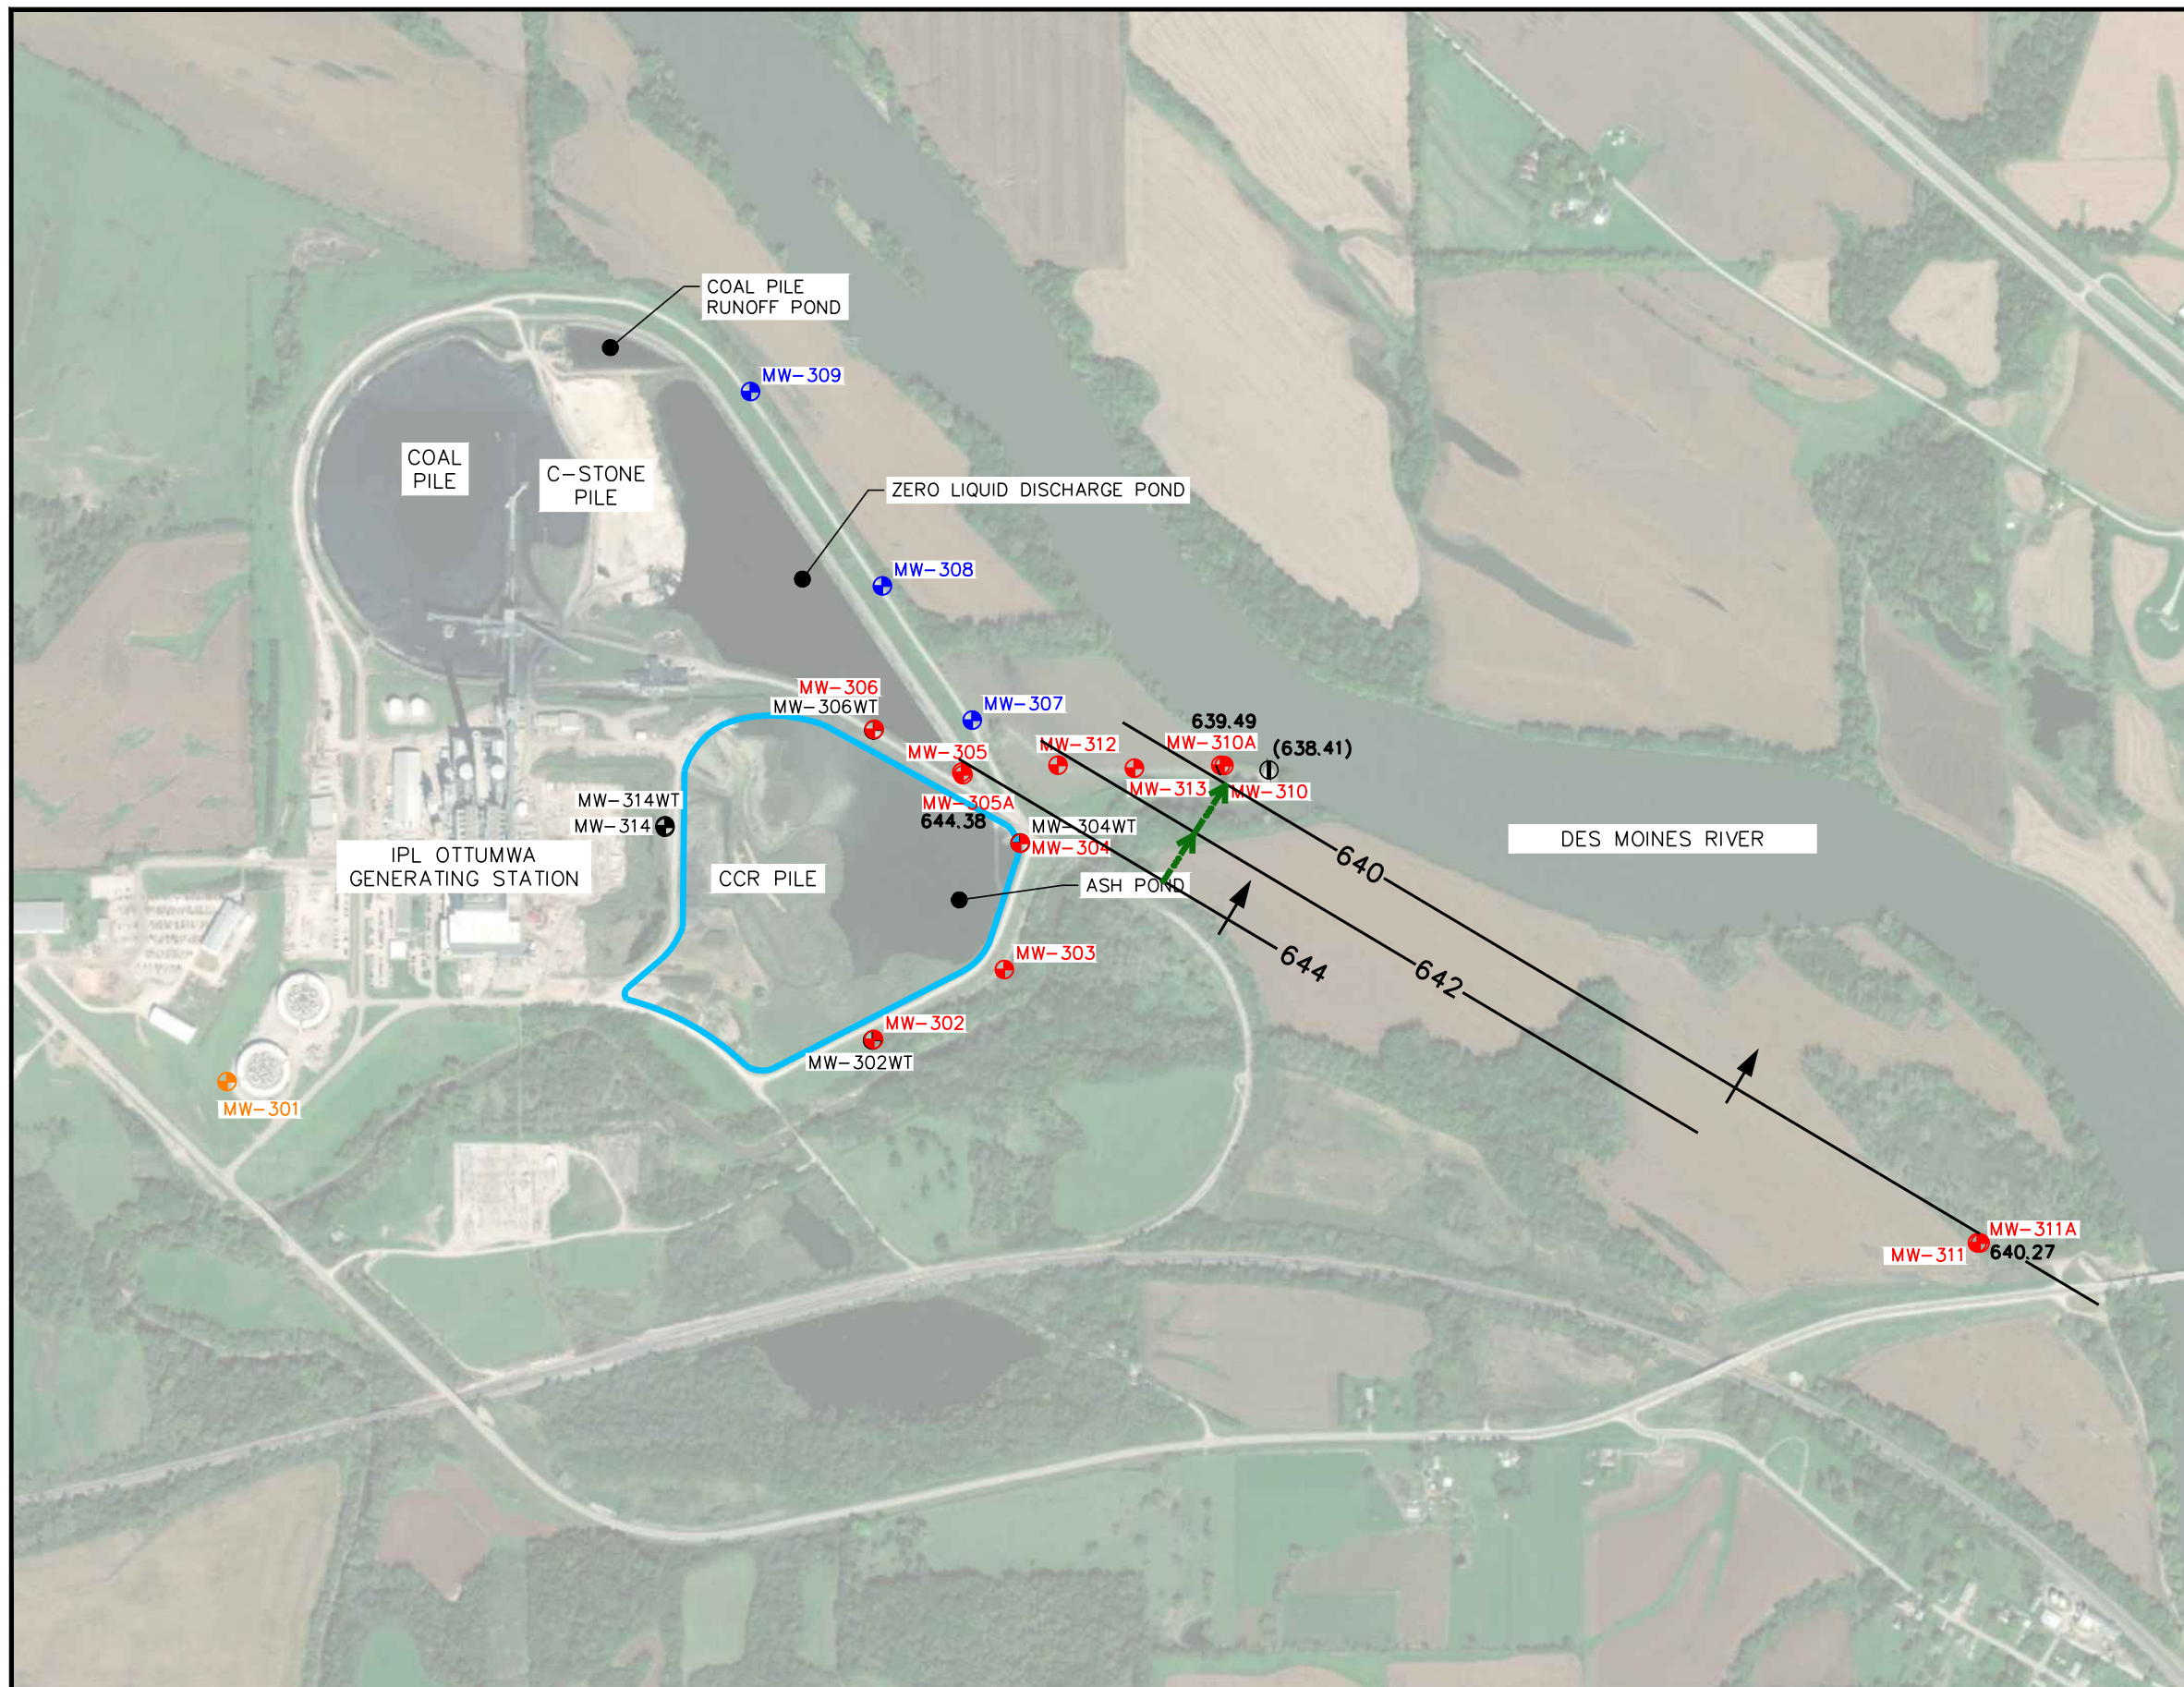 COAL PILE
RUNOFF POND
MW-309
COAL
PILE
C-STONE
PILE
ZERO LIQUID DISCHARGE POND
MW-308
MW-306
MW-306WT
MW-307
639.49
MW-305
MW-312
MW-310A
(638.41)
MW-313
MW-310
MW-305A
644.38
MW-314WT
MW-314
MW-304WT
MW-304
IPL OTTUMWA
GENERATING STATION
CCR PILE
ASH POND
DES MOINES RIVER
640
644
642
MW-303
MW-302
MW-302WT
MW-301
MW-311A
MW-311
640.27